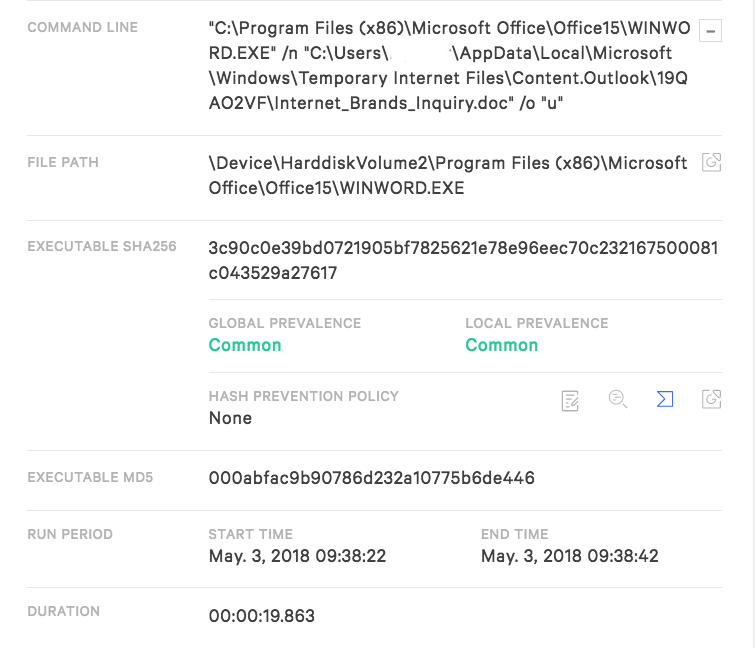 COMMAND LINE
"C:\Program Files (x86)\Microsoft Office\Office15\WINWO
RD.EXE" /n "C:\Users\ \AppData\Local\Microsoft
\Windows\Temporary Internet Files\Content.Outlook\19Q
AO2VF\Internet_Brands_Inquiry.doc" /o "u"
FILE PATH
\Device\HarddiskVolume2\Program Files (x86)\Microsoft
Office\Office15\WINWORD.EXE
EXECUTABLE SHA256
3c90c0e39bd0721905bf7825621e78e96eec70c232167500081
c043529a27617
GLOBAL PREVALENCE
Common
LOCAL PREVALENCE
Common
HASH PREVENTION POLICY
None
EXECUTABLE MD5
000abfac9b90786d232a10775b6de446
RUN PERIOD
START TIME
May. 3, 2018 09:38:22
END TIME
May. 3, 2018 09:38:42
DURATION
00:00:19.863